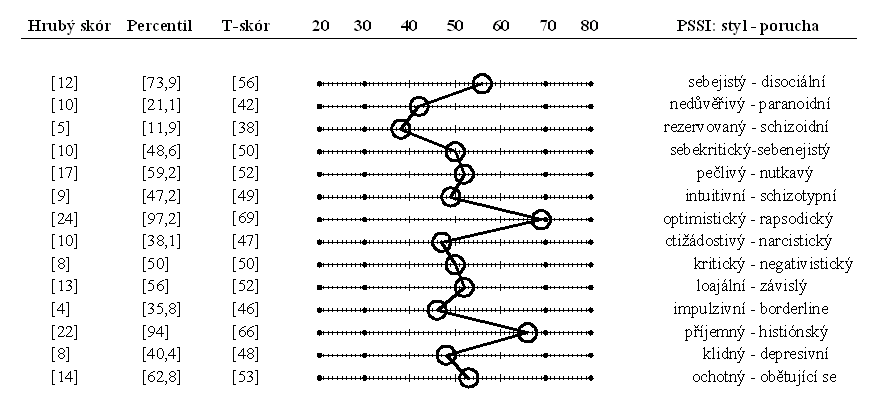 Hrubý skór Percentil T-skór 20 30 40 50 60 70 80 PSSI: styl - porucha
[12] [73,9] [56] sebejistý - disociální
[10] [21,1] [42] nedůvěřivý - paranoidní
[5] [11,9] [38] rezervovaný - schizoidní
[10] [48,6] [50] sebekritický-sebenejistý
[17] [59,2] [52] pečlivý - nutkavý
[9] [47,2] [49] intuitivní - schizotypní
[24] [97,2] [69] optimistický - rapsodický
[10] [38,1] [47] ctižádostivý - narcistický
[8] [50] [50] kritický - negativistický
[13] [56] [52] loajální - závislý
[4] [35,8] [46] impulzivní - borderline
[22] [94] [66] příjemný - histiónský
[8] [40,4] [48] klidný - depresivní
[14] [62,8] [53] ochotný - obětující se